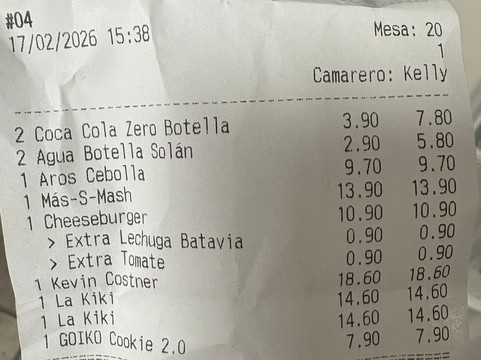 #04
17/02/2026 15:38
Mesa: 20
1
Camarero: Kelly
2 Coca Cola Zero Botella 3.90 7.80
2 Agua Botella Solán 2.90 5.80
1 Aros Cebolla 9.70 9.70
1 Más-S-Mash 13.90 13.90
1 Cheeseburger 10.90 10.90
> Extra Lechuga Batavia 0.90 0.90
> Extra Tomate 0.90 0.90
1 Kevin Costner 18.60 18.60
1 La Kiki 14.60 14.60
1 La Kiki 14.60 14.60
1 GOIKO Cookie 2.0 7.90 7.90